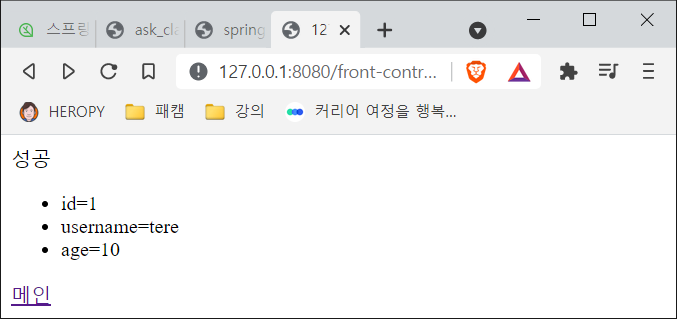 스프링
ask_cla
spring
12
127.0.0.1:8080/front-contr...
HEROPY
패캠
강의
커리어 여정을 행복...
성공
id=1
username=tere
age=10
메인